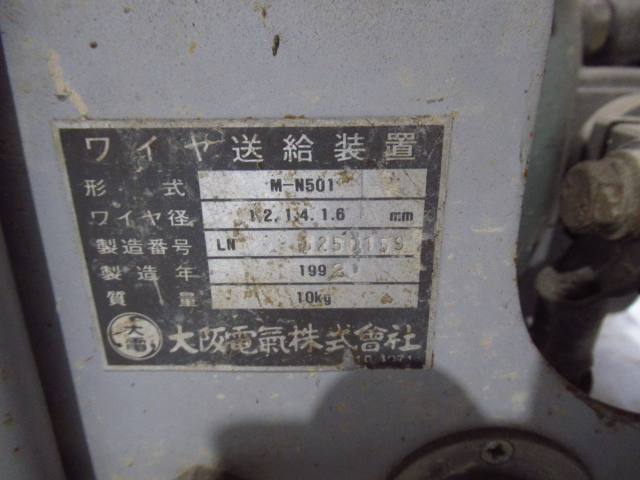 ワイヤ送給装置
形式 M-N501
ワイヤ径 1.2.1.4.1.6 mm
製造番号 LN
製造年
質量 10kg
大電 大阪電氣株式會社